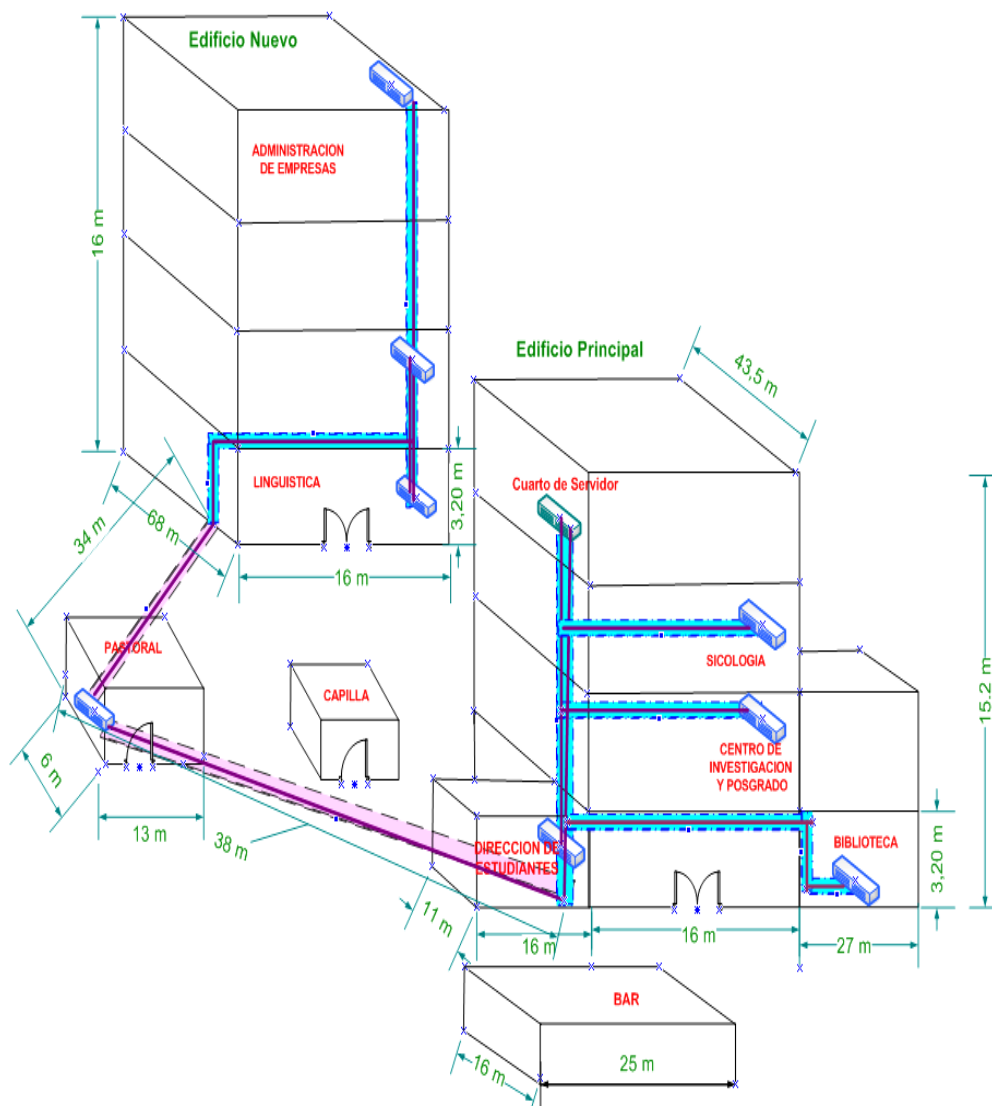 Edificio Nuevo
ADMINISTRACION
DE EMPRESAS
16 m
Edificio Principal
43,5 m
LINGUISTICA
3,20 m
Cuarto de Servidor
34 m
68 m
16 m
15.2 m
PASTORAL
SICOLOGIA
CAPILLA
6 m
CENTRO DE
INVESTIGACION
Y POSGRADO
13 m
38 m
DIRECCION DE
ESTUDIANTES
BIBLIOTECA
3,20 m
11 m
16 m
16 m
27 m
BAR
16 m
25 m